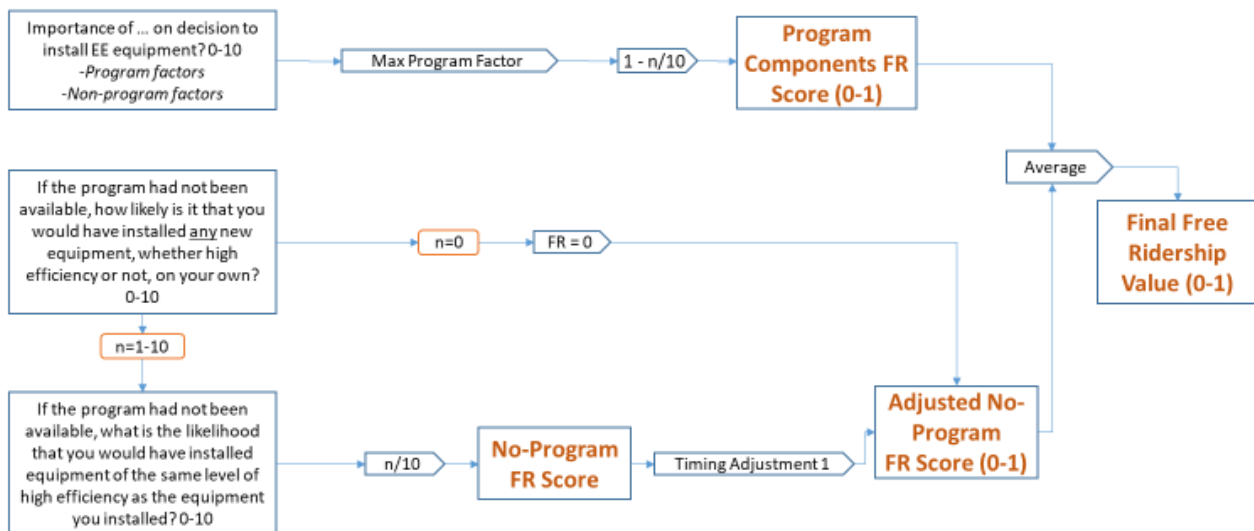 Importance of ... on decision to
install EE equipment? 0-10
-Program factors
-Non-program factors
Max Program Factor
1 - n/10
Program
Components FR
Score (0-1)
Average
Final Free
Ridership
Value (0-1)
If the program had not been
available, how likely is it that you
would have installed any new
equipment, whether high
efficiency or not, on your own?
0-10
n=0
FR = 0
n=1-10
If the program had not been
available, what is the likelihood
that you would have installed
equipment of the same level of
high efficiency as the equipment
you installed? 0-10
n/10
No-Program
FR Score
Timing Adjustment 1
Adjusted No-
Program
FR Score (0-1)